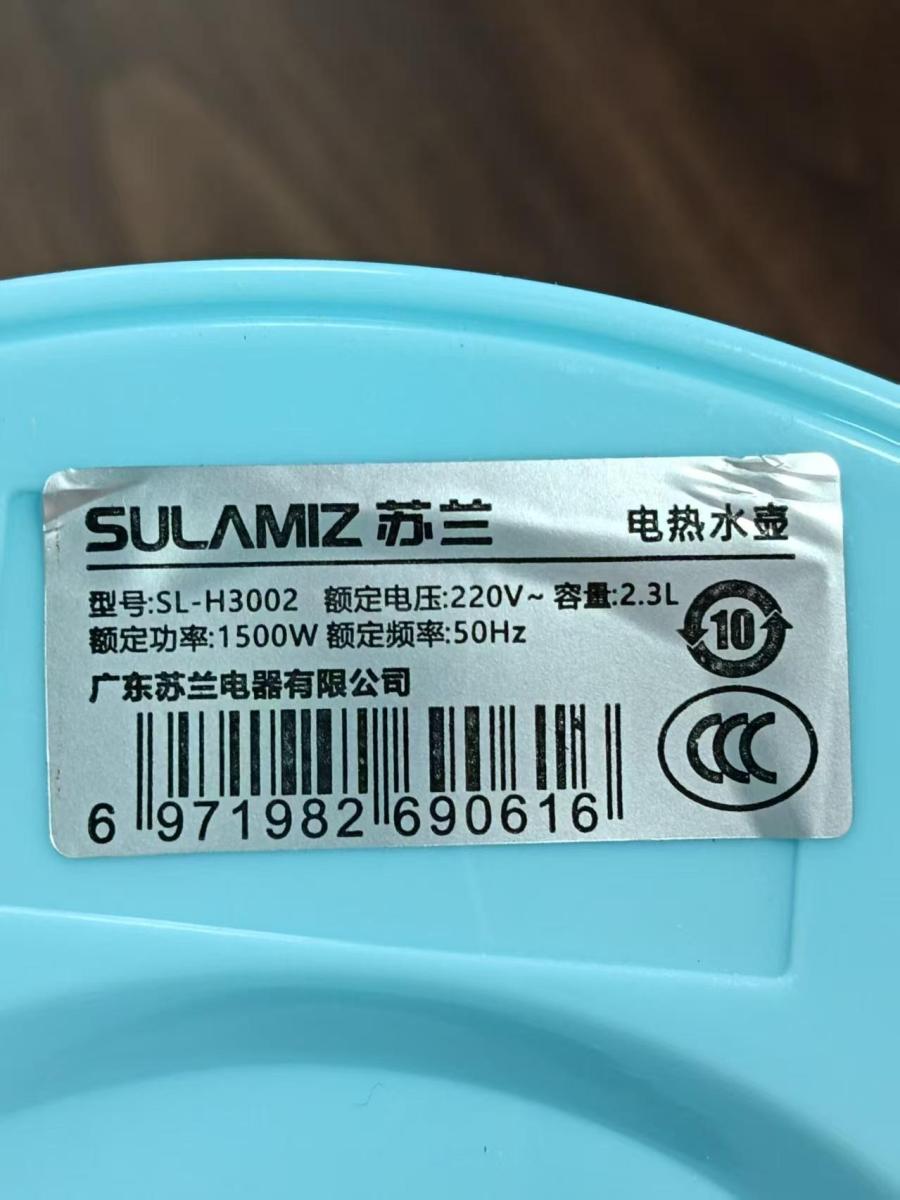 SULAMIZ 苏兰 电热水壶
型号:SL-H3002 额定电压:220V~ 容量:2.3L
额定功率:1500W 额定频率:50Hz
10
广东苏兰电器有限公司
CCC
6 971982 690616